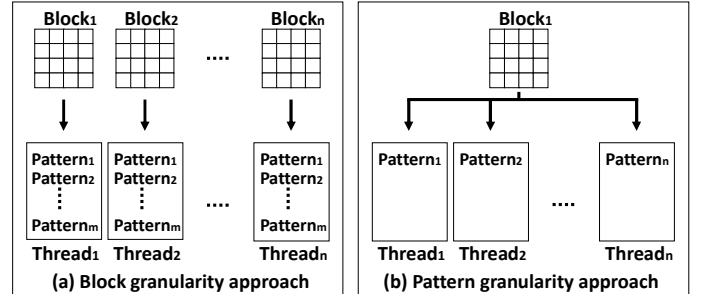 Block1 Block2 .... Blockn
Pattern1 Pattern1 Pattern1
Pattern2 Pattern2 Pattern2
Patternm Patternm .... Patternm
Thread1 Thread2 Threadn
(a) Block granularity approach
Block1
Pattern1 Pattern2 Patternn
....
Thread1 Thread2 Threadn
(b) Pattern granularity approach